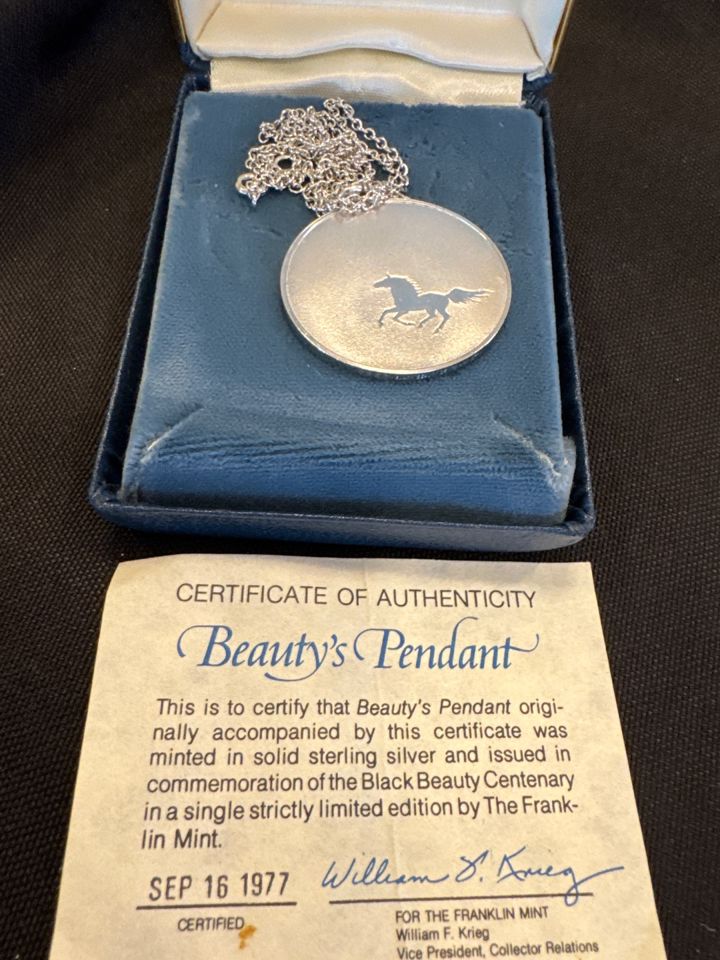 CERTIFICATE OF AUTHENTICITY
Beauty's Pendant
This is to certify that Beauty's Pendant origi-
nally accompanied by this certificate was
minted in solid sterling silver and issued in
commemoration of the Black Beauty Centenary
in a single strictly limited edition by The Frank-
lin Mint.
SEP 16 1977
William F. Krieg
CERTIFIED
FOR THE FRANKLIN MINT
William F. Krieg
Vice President, Collector Relations